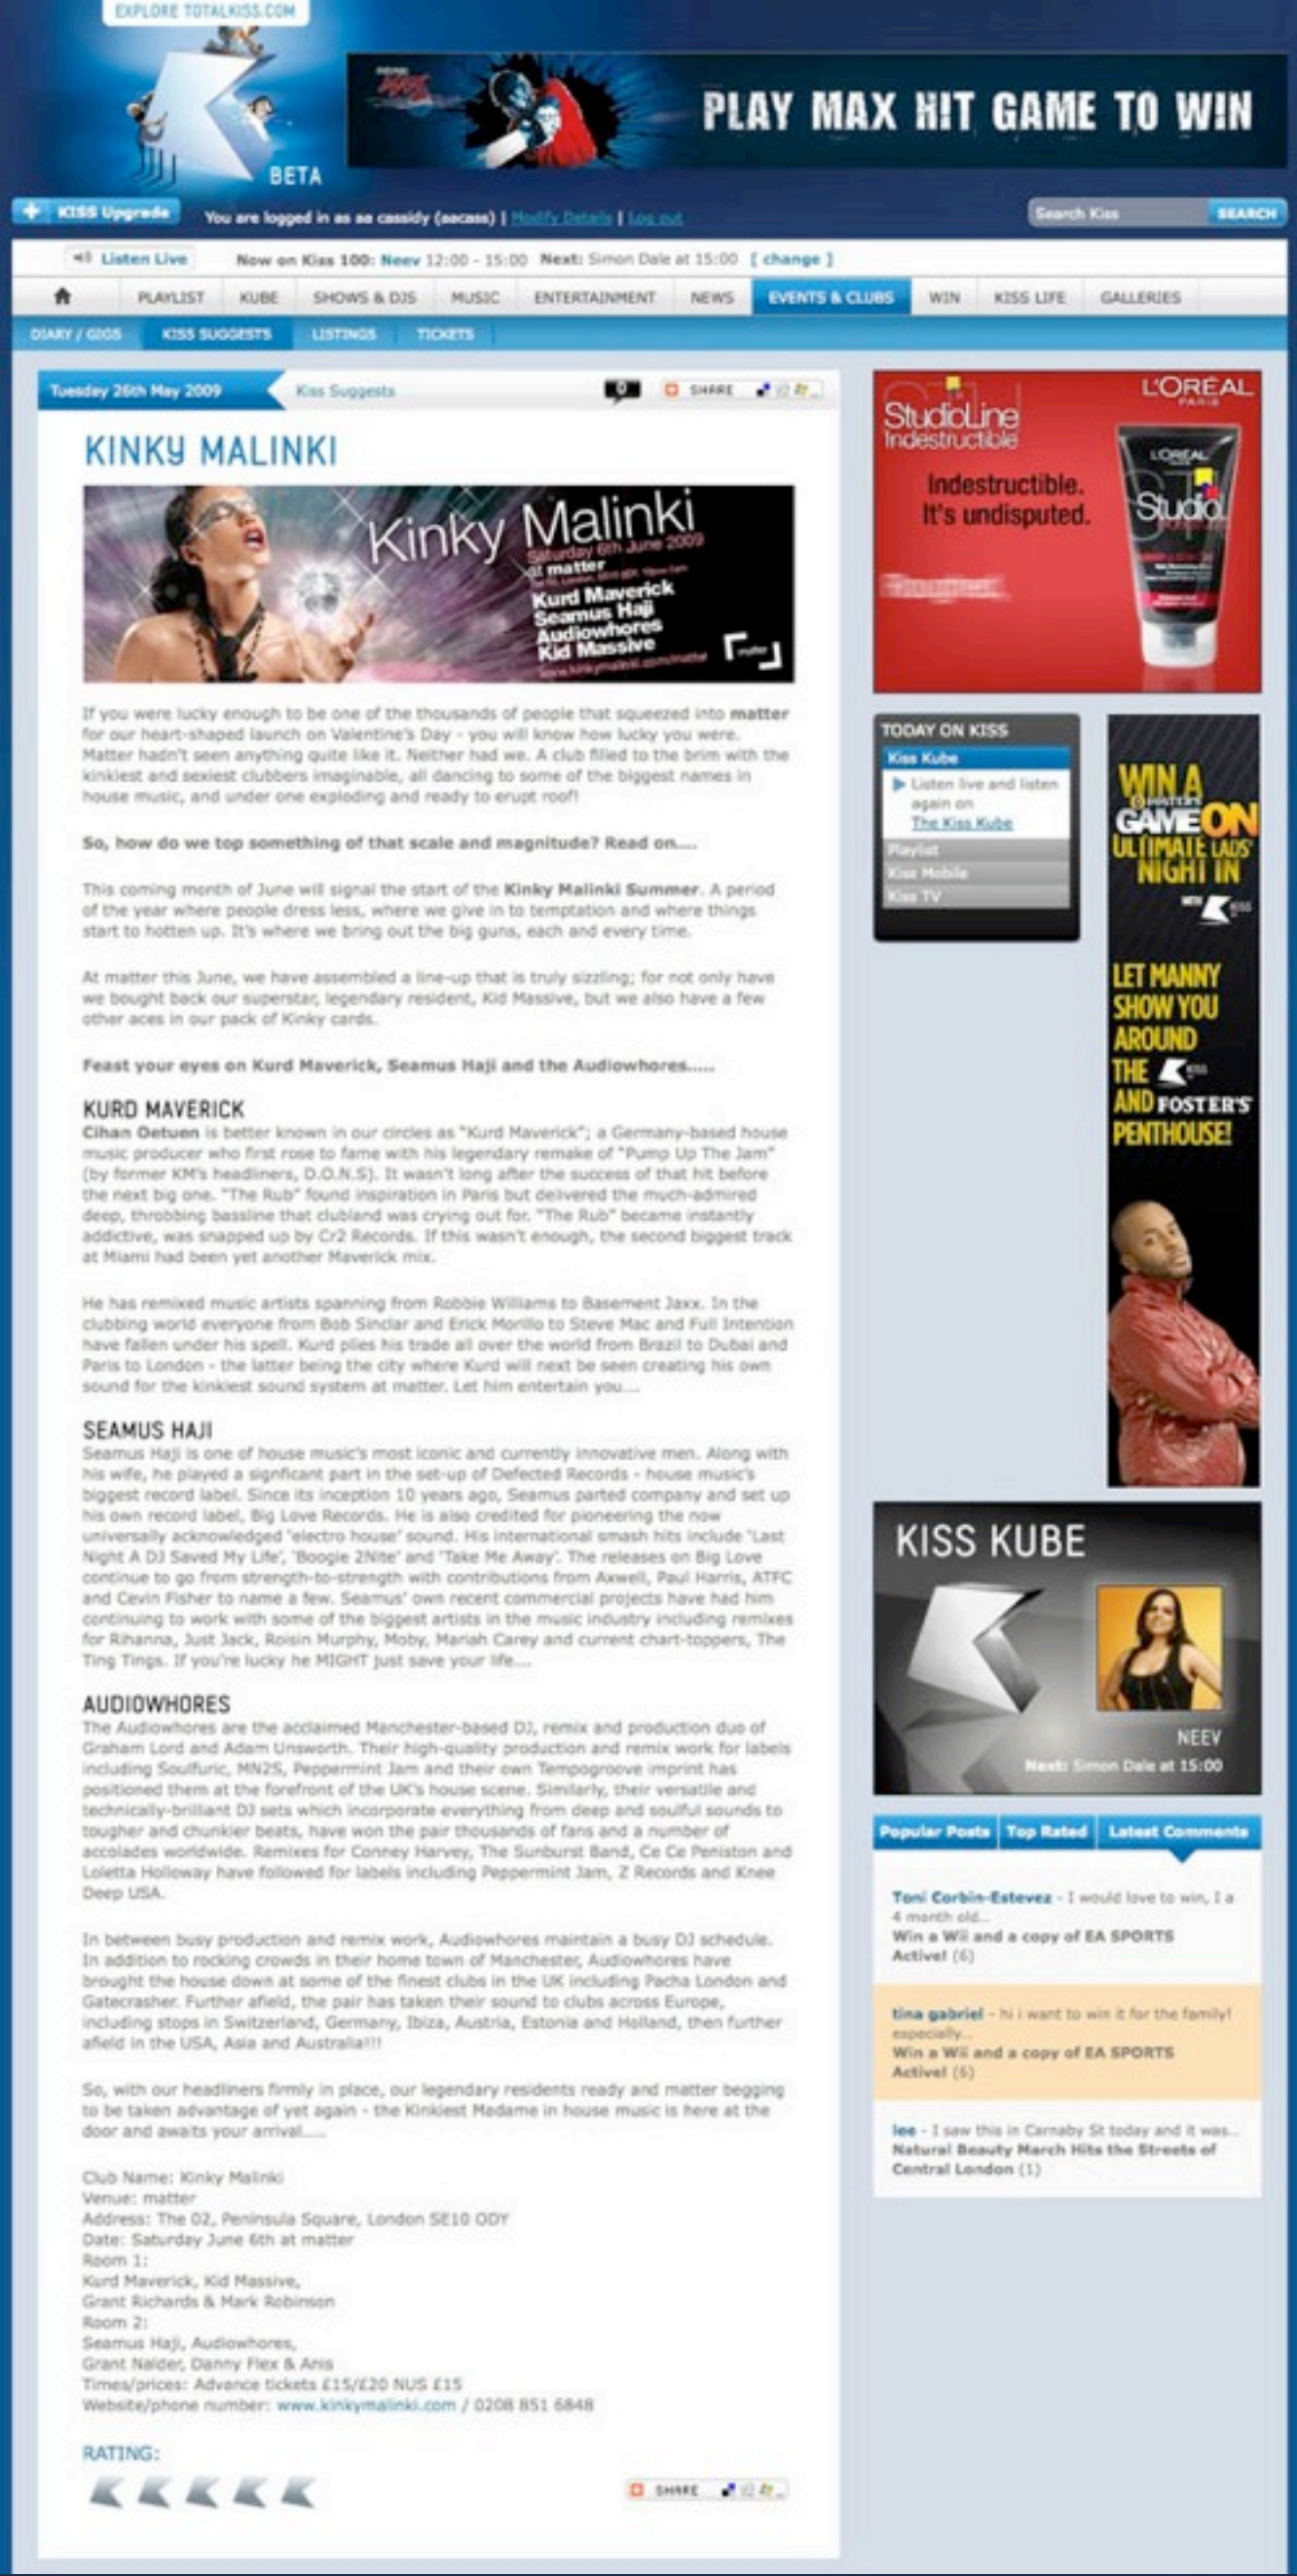 EXPLORE TOTALKISS.COM
BETA
PLAY MAX HIT GAME TO WIN
KISS Upgrade
You are logged in as aa cassidy (aacass) | Modify Details | Log out
Search Kiss
SEARCH
Listen Live
Now on Kiss 100: Neev 12:00 - 15:00 Next: Simon Dale at 15:00 [ change ]
PLAYLIST KUBE SHOWS & DJS MUSIC ENTERTAINMENT NEWS EVENTS & CLUBS WIN KISS LIFE GALLERIES
DIARY / GIGS KISS SUGGESTS LISTINGS TICKETS
Tuesday 26th May 2009
Kiss Suggests
0
SHARE
KINKY MALINKI
Kinky Malinki
Saturday 6th June 2009
at matter
Kurd Maverick
Seamus Haji
Audiowhores
Kid Massive
www.kinkymalinki.com/matter
matter
If you were lucky enough to be one of the thousands of people that squeezed into matter
for our heart-shaped launch on Valentine's Day - you will know how lucky you were.
Matter hadn't seen anything quite like it. Neither had we. A club filled to the brim with the
kinkiest and sexiest clubbers imaginable, all dancing to some of the biggest names in
house music, and under one exploding and ready to erupt roof!
So, how do we top something of that scale and magnitude? Read on....
This coming month of June will signal the start of the Kinky Malinki Summer. A period
of the year where people dress less, where we give in to temptation and where things
start to hotten up. It's where we bring out the big guns, each and every time.
At matter this June, we have assembled a line-up that is truly sizzling; for not only have
we bought back our superstar, legendary resident, Kid Massive, but we also have a few
other aces in our pack of Kinky cards.
Feast your eyes on Kurd Maverick, Seamus Haji and the Audiowhores.....
KURD MAVERICK
Cihan Oetuen is better known in our circles as "Kurd Maverick"; a Germany-based house
music producer who first rose to fame with his legendary remake of "Pump Up The Jam"
(by former KM's headliners, D.O.N.S). It wasn't long after the success of that hit before
the next big one. "The Rub" found inspiration in Paris but delivered the much-admired
deep, throbbing bassline that clubland was crying out for. "The Rub" became instantly
addictive, was snapped up by Cr2 Records. If this wasn't enough, the second biggest track
at Miami had been yet another Maverick mix.
He has remixed music artists spanning from Robbie Williams to Basement Jaxx. In the
clubbing world everyone from Bob Sinclar and Erick Morillo to Steve Mac and Full Intention
have fallen under his spell. Kurd plies his trade all over the world from Brazil to Dubai and
Paris to London - the latter being the city where Kurd will next be seen creating his own
sound for the kinkiest sound system at matter. Let him entertain you....
SEAMUS HAJI
Seamus Haji is one of house music's most iconic and currently innovative men. Along with
his wife, he played a signficant part in the set-up of Defected Records - house music's
biggest record label. Since its inception 10 years ago, Seamus parted company and set up
his own record label, Big Love Records. He is also credited for pioneering the now
universally acknowledged 'electro house' sound. His international smash hits include 'Last
Night A DJ Saved My Life', 'Boogie 2Nite' and 'Take Me Away'. The releases on Big Love
continue to go from strength-to-strength with contributions from Axwell, Paul Harris, ATFC
and Cevin Fisher to name a few. Seamus' own recent commercial projects have had him
continuing to work with some of the biggest artists in the music industry including remixes
for Rihanna, Just Jack, Roisin Murphy, Moby, Mariah Carey and current chart-toppers, The
Ting Tings. If you're lucky he MIGHT just save your life....
AUDIOWHORES
The Audiowhores are the acclaimed Manchester-based DJ, remix and production duo of
Graham Lord and Adam Unsworth. Their high-quality production and remix work for labels
including Soulfuric, MN2S, Peppermint Jam and their own Tempogroove imprint has
positioned them at the forefront of the UK's house scene. Similarly, their versatile and
technically-brilliant DJ sets which incorporate everything from deep and soulful sounds to
tougher and chunkier beats, have won the pair thousands of fans and a number of
accolades worldwide. Remixes for Conney Harvey, The Sunburst Band, Ce Ce Peniston and
Loletta Holloway have followed for labels including Peppermint Jam, Z Records and Knee
Deep USA.
In between busy production and remix work, Audiowhores maintain a busy DJ schedule.
In addition to rocking crowds in their home town of Manchester, Audiowhores have
brought the house down at some of the finest clubs in the UK including Pacha London and
Gatecrasher. Further afield, the pair has taken their sound to clubs across Europe,
including stops in Switzerland, Germany, Ibiza, Austria, Estonia and Holland, then further
afield in the USA, Asia and Australia!!!
So, with our headliners firmly in place, our legendary residents ready and matter begging
to be taken advantage of yet again - the Kinkiest Madame in house music is here at the
door and awaits your arrival.....
Club Name: Kinky Malinki
Venue: matter
Address: The 02, Peninsula Square, London SE10 0DY
Date: Saturday June 6th at matter
Room 1:
Kurd Maverick, Kid Massive,
Grant Richards & Mark Robinson
Room 2:
Seamus Haji, Audiowhores,
Grant Nalder, Danny Flex & Anis
Times/prices: Advance tickets £15/£20 NUS £15
Website/phone number: www.kinkymalinki.com / 0208 851 6848
RATING:
SHARE
StudioLine
Indestructible
L'ORÉAL
PARIS
Indestructible.
It's undisputed.
L'ORÉAL
Studio
TODAY ON KISS
Kiss Kube
Listen live and listen
again on
The Kiss Kube
Playlist
Kiss Mobile
Kiss TV
WIN A
FOSTER'S
GAME ON
ULTIMATE LADS'
NIGHT IN
WITH KISS
LET MANNY
SHOW YOU
AROUND
THE KISS
AND FOSTER'S
PENTHOUSE!
KISS KUBE
NEEV
Next: Simon Dale at 15:00
Popular Posts Top Rated Latest Comments
Toni Corbin-Estevez - I would love to win, I a
4 month old...
Win a Wii and a copy of EA SPORTS
Active! (6)
tina gabriel - hi i want to win it for the family!
especially...
Win a Wii and a copy of EA SPORTS
Active! (6)
lee - I saw this in Carnaby St today and it was...
Natural Beauty March Hits the Streets of
Central London (1)